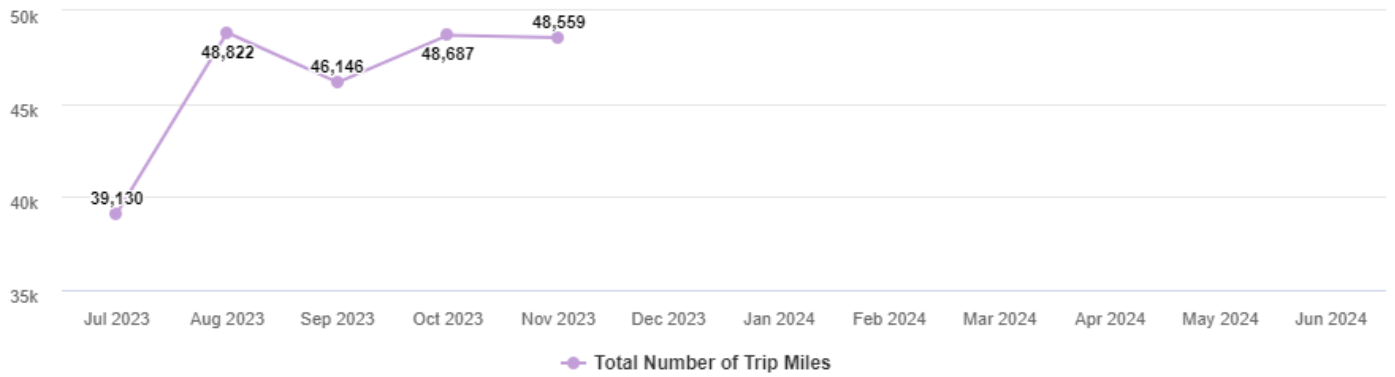 50k
48,559
48,822
46,146
48,687
45k
39,130
40k
35k
Jul 2023 Aug 2023 Sep 2023 Oct 2023 Nov 2023 Dec 2023 Jan 2024 Feb 2024 Mar 2024 Apr 2024 May 2024 Jun 2024
Total Number of Trip Miles